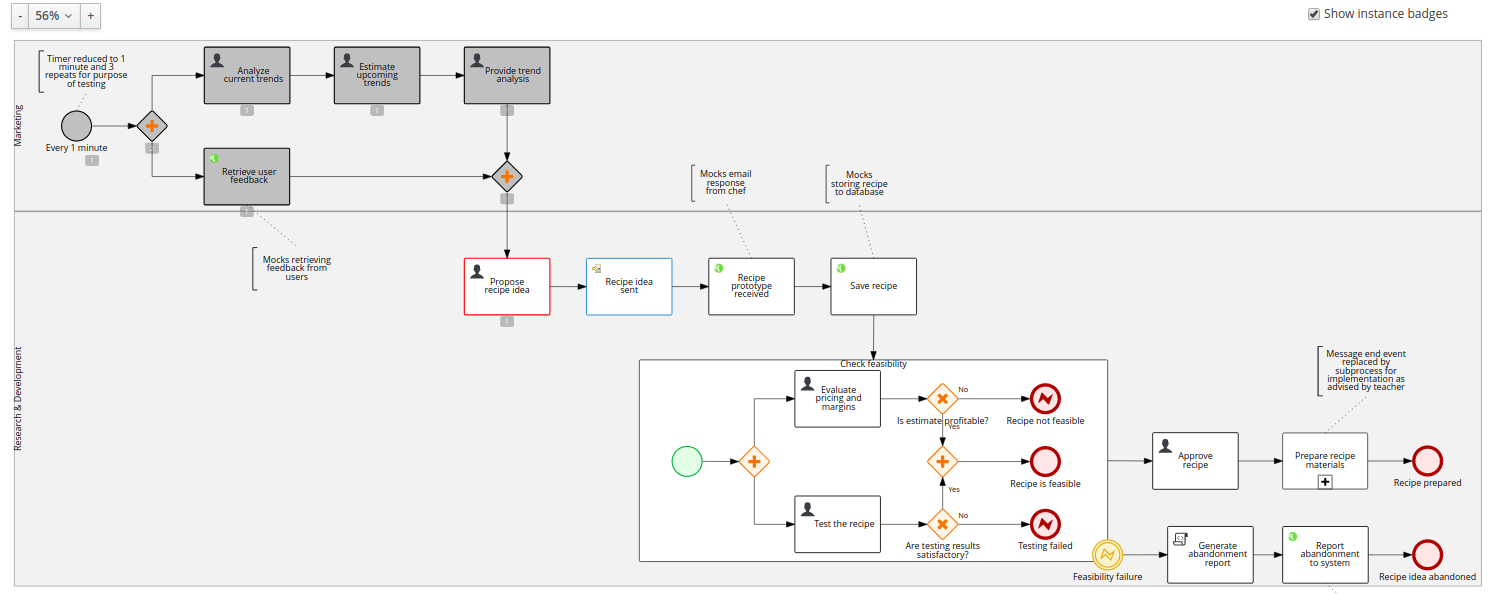 -
56%
+
Show instance badges
Marketing
Timer reduced to 1
minute and 3
repeats for purpose
of testing
Every 1 minute
1
Analyze
current trends
1
Estimate
upcoming
trends
1
Provide trend
analysis
Retrieve user
feedback
1
Mocks retrieving
feedback from
users
Mocks email
response
from chef
Mocks
storing recipe
to database
Research & Development
Propose
recipe idea
1
Recipe idea
sent
Recipe
prototype
received
Save recipe
Check feasibility
Evaluate
pricing and
margins
Is estimate profitable?
No
Yes
Recipe not feasible
Recipe is feasible
Yes
Test the recipe
Are testing results
satisfactory?
No
Testing failed
Feasibility failure
Message end event
replaced by
subprocess for
implementation as
advised by teacher
Approve
recipe
Prepare recipe
materials
Recipe prepared
Generate
abandonment
report
Report
abandonment
to system
Recipe idea abandoned